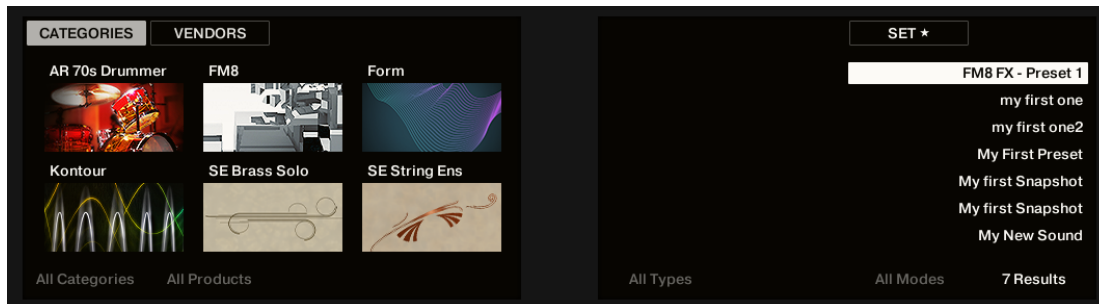 CATEGORIES VENDORS
AR 70s Drummer FM8 Form
Kontour SE Brass Solo SE String Ens
All Categories All Products
SET ★
FM8 FX - Preset 1
my first one
my first one2
My First Preset
My first Snapshot
My first Snapshot
My New Sound
All Types All Modes 7 Results